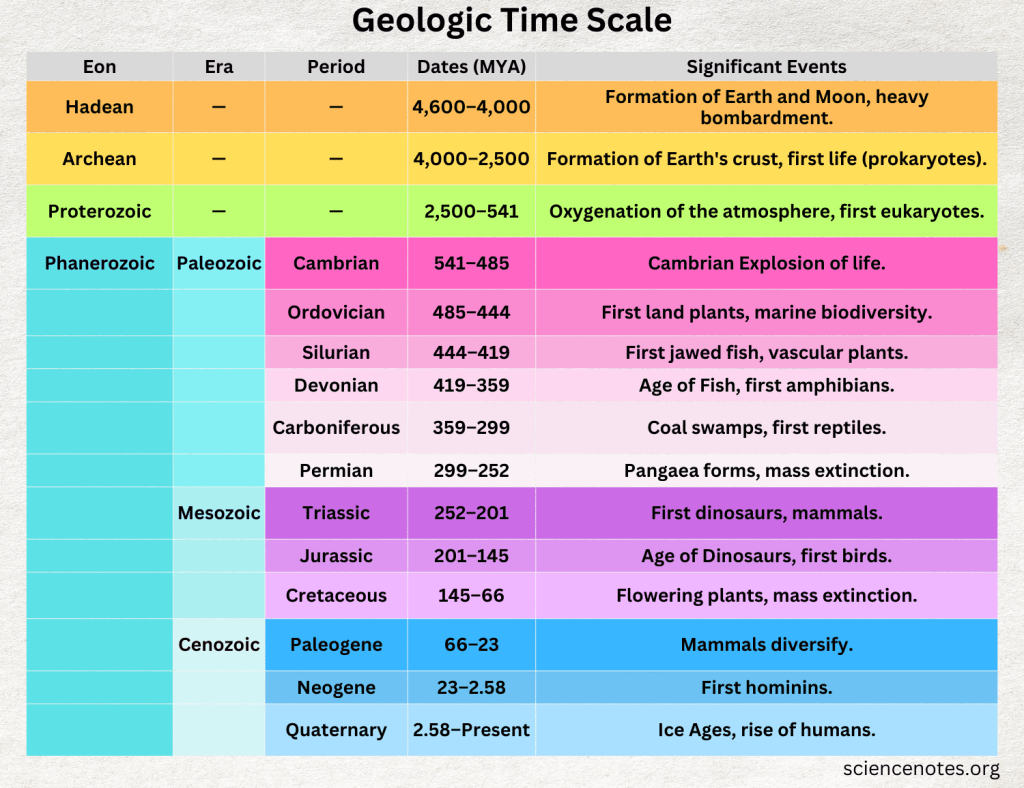 Geologic Time Scale
Eon Era Period Dates (MYA) Significant Events
Hadean — — 4,600–4,000 Formation of Earth and Moon, heavy
bombardment.
Archean — — 4,000–2,500 Formation of Earth's crust, first life (prokaryotes).
Proterozoic — — 2,500–541 Oxygenation of the atmosphere, first eukaryotes.
Phanerozoic Paleozoic Cambrian 541–485 Cambrian Explosion of life.
Ordovician 485–444 First land plants, marine biodiversity.
Silurian 444–419 First jawed fish, vascular plants.
Devonian 419–359 Age of Fish, first amphibians.
Carboniferous 359–299 Coal swamps, first reptiles.
Permian 299–252 Pangaea forms, mass extinction.
Mesozoic Triassic 252–201 First dinosaurs, mammals.
Jurassic 201–145 Age of Dinosaurs, first birds.
Cretaceous 145–66 Flowering plants, mass extinction.
Cenozoic Paleogene 66–23 Mammals diversify.
Neogene 23–2.58 First hominins.
Quaternary 2.58–Present Ice Ages, rise of humans.
sciencenotes.org